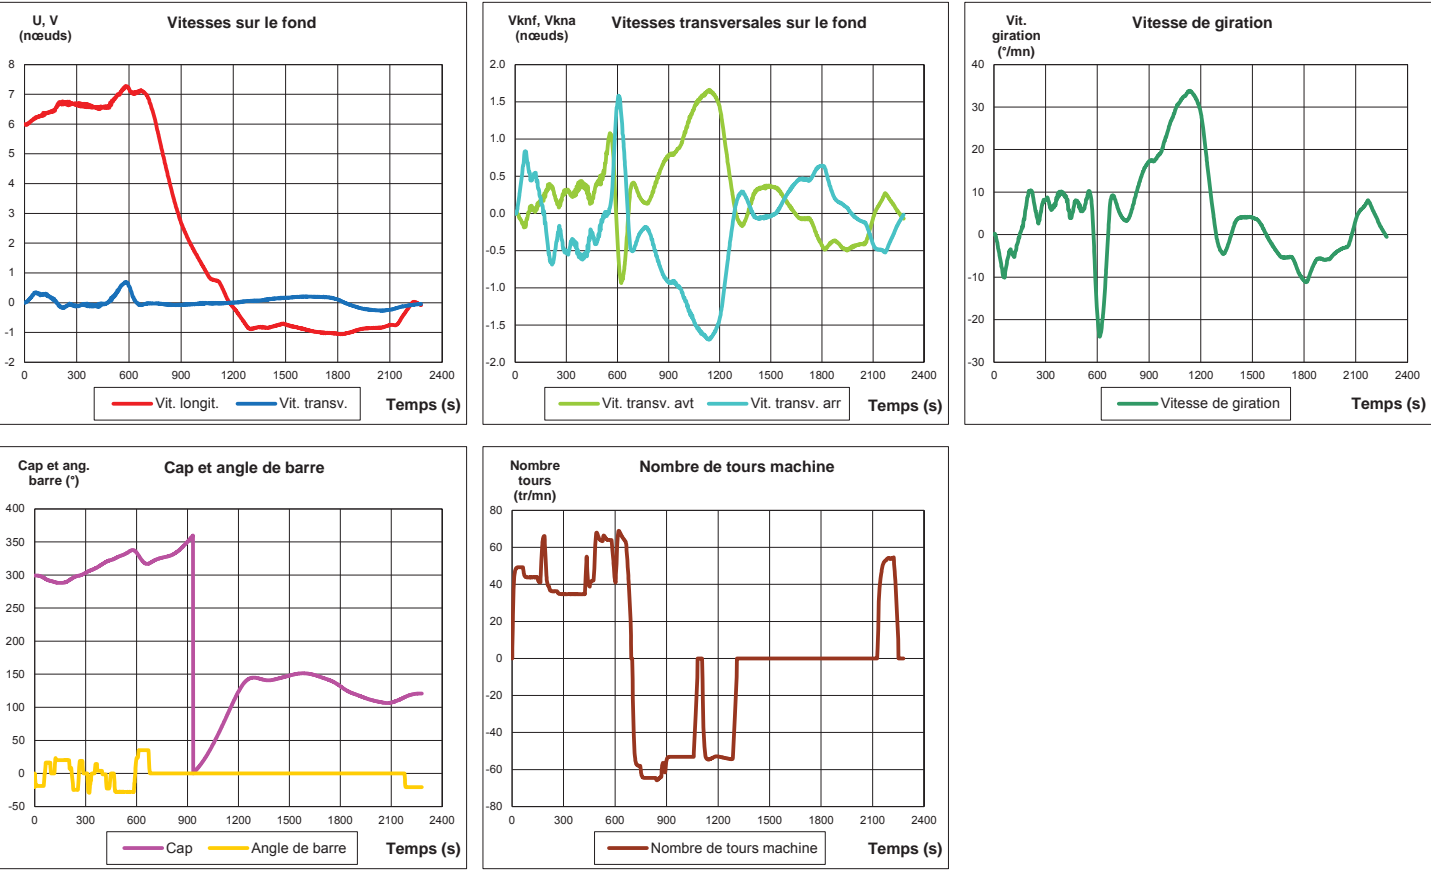 U, V
(nœuds)
Vitesses sur le fond
8
7
6
5
4
3
2
1
0
-1
-2
0 300 600 900 1200 1500 1800 2100 2400
Vit. longit. Vit. transv.
Temps (s)
Vknf, Vkna
(nœuds)
Vitesses transversales sur le fond
2.0
1.5
1.0
0.5
0.0
-0.5
-1.0
-1.5
-2.0
0 300 600 900 1200 1500 1800 2100 2400
Vit. transv. avt Vit. transv. arr
Temps (s)
Vit.
giration
(°/mn)
Vitesse de giration
40
30
20
10
0
-10
-20
-30
0 300 600 900 1200 1500 1800 2100 2400
Vitesse de giration
Temps (s)
Cap et ang.
barre (°)
Cap et angle de barre
400
350
300
250
200
150
100
50
0
-50
0 300 600 900 1200 1500 1800 2100 2400
Cap Angle de barre
Temps (s)
Nombre
tours
(tr/mn)
Nombre de tours machine
80
60
40
20
0
-20
-40
-60
-80
0 300 600 900 1200 1500 1800 2100 2400
Nombre de tours machine
Temps (s)